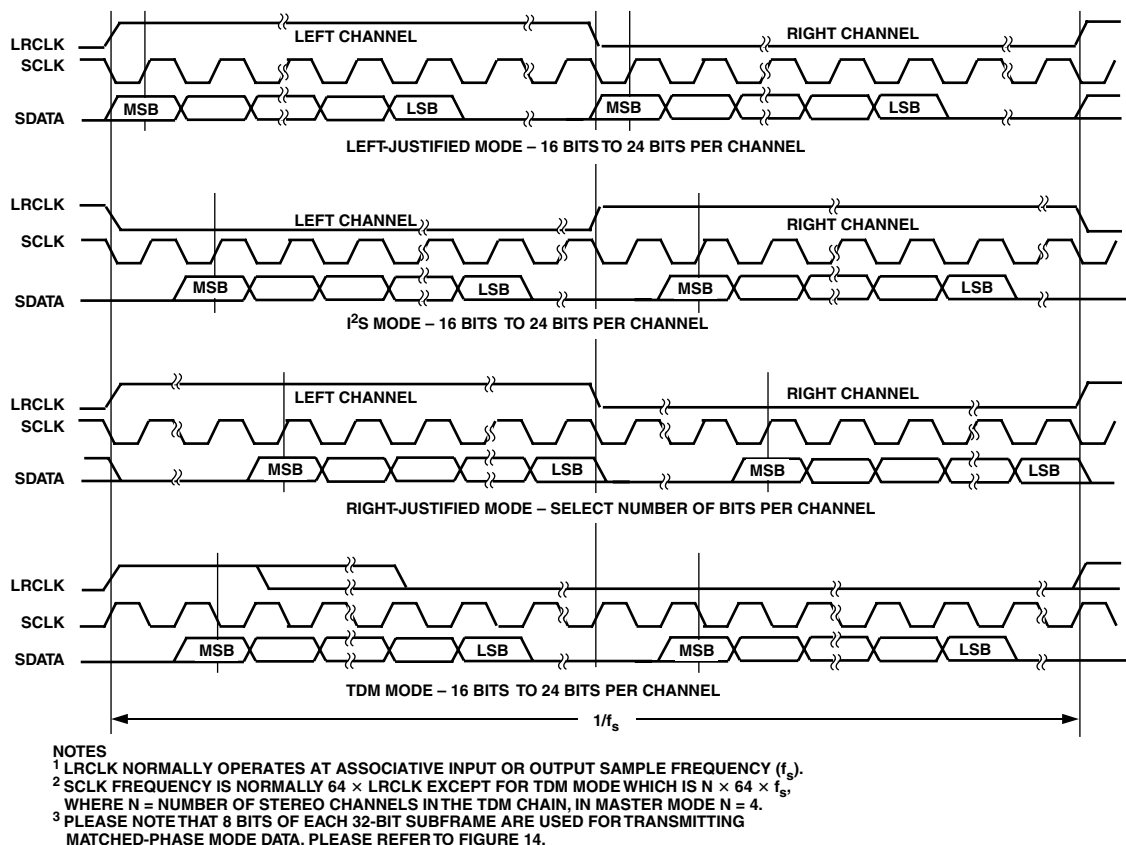 LRCLK
LEFT CHANNEL
RIGHT CHANNEL
SCLK
SDATA
MSB
LSB
MSB
LSB
LEFT-JUSTIFIED MODE – 16 BITS TO 24 BITS PER CHANNEL
LRCLK
LEFT CHANNEL
RIGHT CHANNEL
SCLK
SDATA
MSB
LSB
MSB
LSB
I²S MODE – 16 BITS TO 24 BITS PER CHANNEL
LRCLK
LEFT CHANNEL
RIGHT CHANNEL
SCLK
SDATA
MSB
LSB
MSB
LSB
RIGHT-JUSTIFIED MODE – SELECT NUMBER OF BITS PER CHANNEL
LRCLK
SCLK
SDATA
MSB
LSB
MSB
LSB
TDM MODE – 16 BITS TO 24 BITS PER CHANNEL
1/fs
NOTES
1 LRCLK NORMALLY OPERATES AT ASSOCIATIVE INPUT OR OUTPUT SAMPLE FREQUENCY (fs).
2 SCLK FREQUENCY IS NORMALLY 64 × LRCLK EXCEPT FOR TDM MODE WHICH IS N × 64 × fs,
WHERE N = NUMBER OF STEREO CHANNELS IN THE TDM CHAIN, IN MASTER MODE N = 4.
3 PLEASE NOTE THAT 8 BITS OF EACH 32-BIT SUBFRAME ARE USED FOR TRANSMITTING
MATCHED-PHASE MODE DATA. PLEASE REFER TO FIGURE 14.